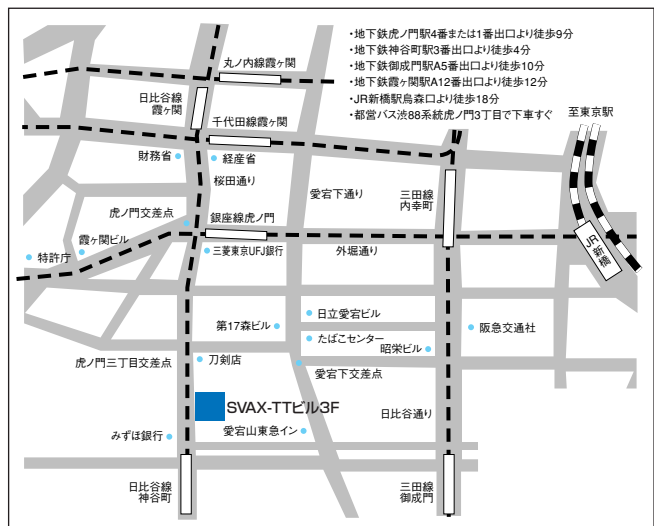 ・地下鉄虎ノ門駅4番または1番出口より徒歩9分
・地下鉄神谷町駅3番出口より徒歩4分
・地下鉄御成門駅A5番出口より徒歩10分
・地下鉄霞ヶ関駅A12番出口より徒歩12分
・JR新橋駅烏森口より徒歩18分
・都営バス渋88系統虎ノ門3丁目で下車すぐ
丸ノ内線霞ヶ関
日比谷線
霞ヶ関
千代田線霞ヶ関
至東京駅
財務省
経産省
桜田通り
愛宕下通り
三田線
内幸町
虎ノ門交差点
銀座線虎ノ門
霞ヶ関ビル
特許庁
三菱東京UFJ銀行
外堀通り
JR新橋
日立愛宕ビル
第17森ビル
たばこセンター
昭栄ビル
阪急交通社
虎ノ門三丁目交差点
刀剣店
愛宕下交差点
SVAX-TTビル3F
日比谷通り
みずほ銀行
愛宕山東急イン
日比谷線
神谷町
三田線
御成門